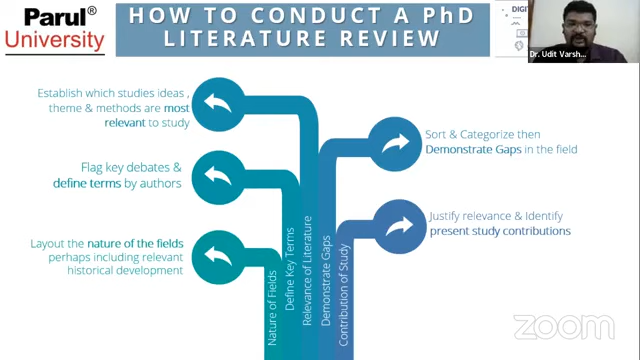 Parul®
University
HOW TO CONDUCT A PhD
LITERATURE REVIEW
DIGIT
Dr. Udit Varsh...
Establish which studies ideas ,
theme & methods are most
relevant to study
Sort & Categorize then
Demonstrate Gaps in the field
Flag key debates &
define terms by authors
Justify relevance & Identify
present study contributions
Layout the nature of the fields
perhaps including relevant
historical development
Nature of Fields
Define Key Terms
Relevance of Literature
Demonstrate Gaps
Contribution of Study
zoom